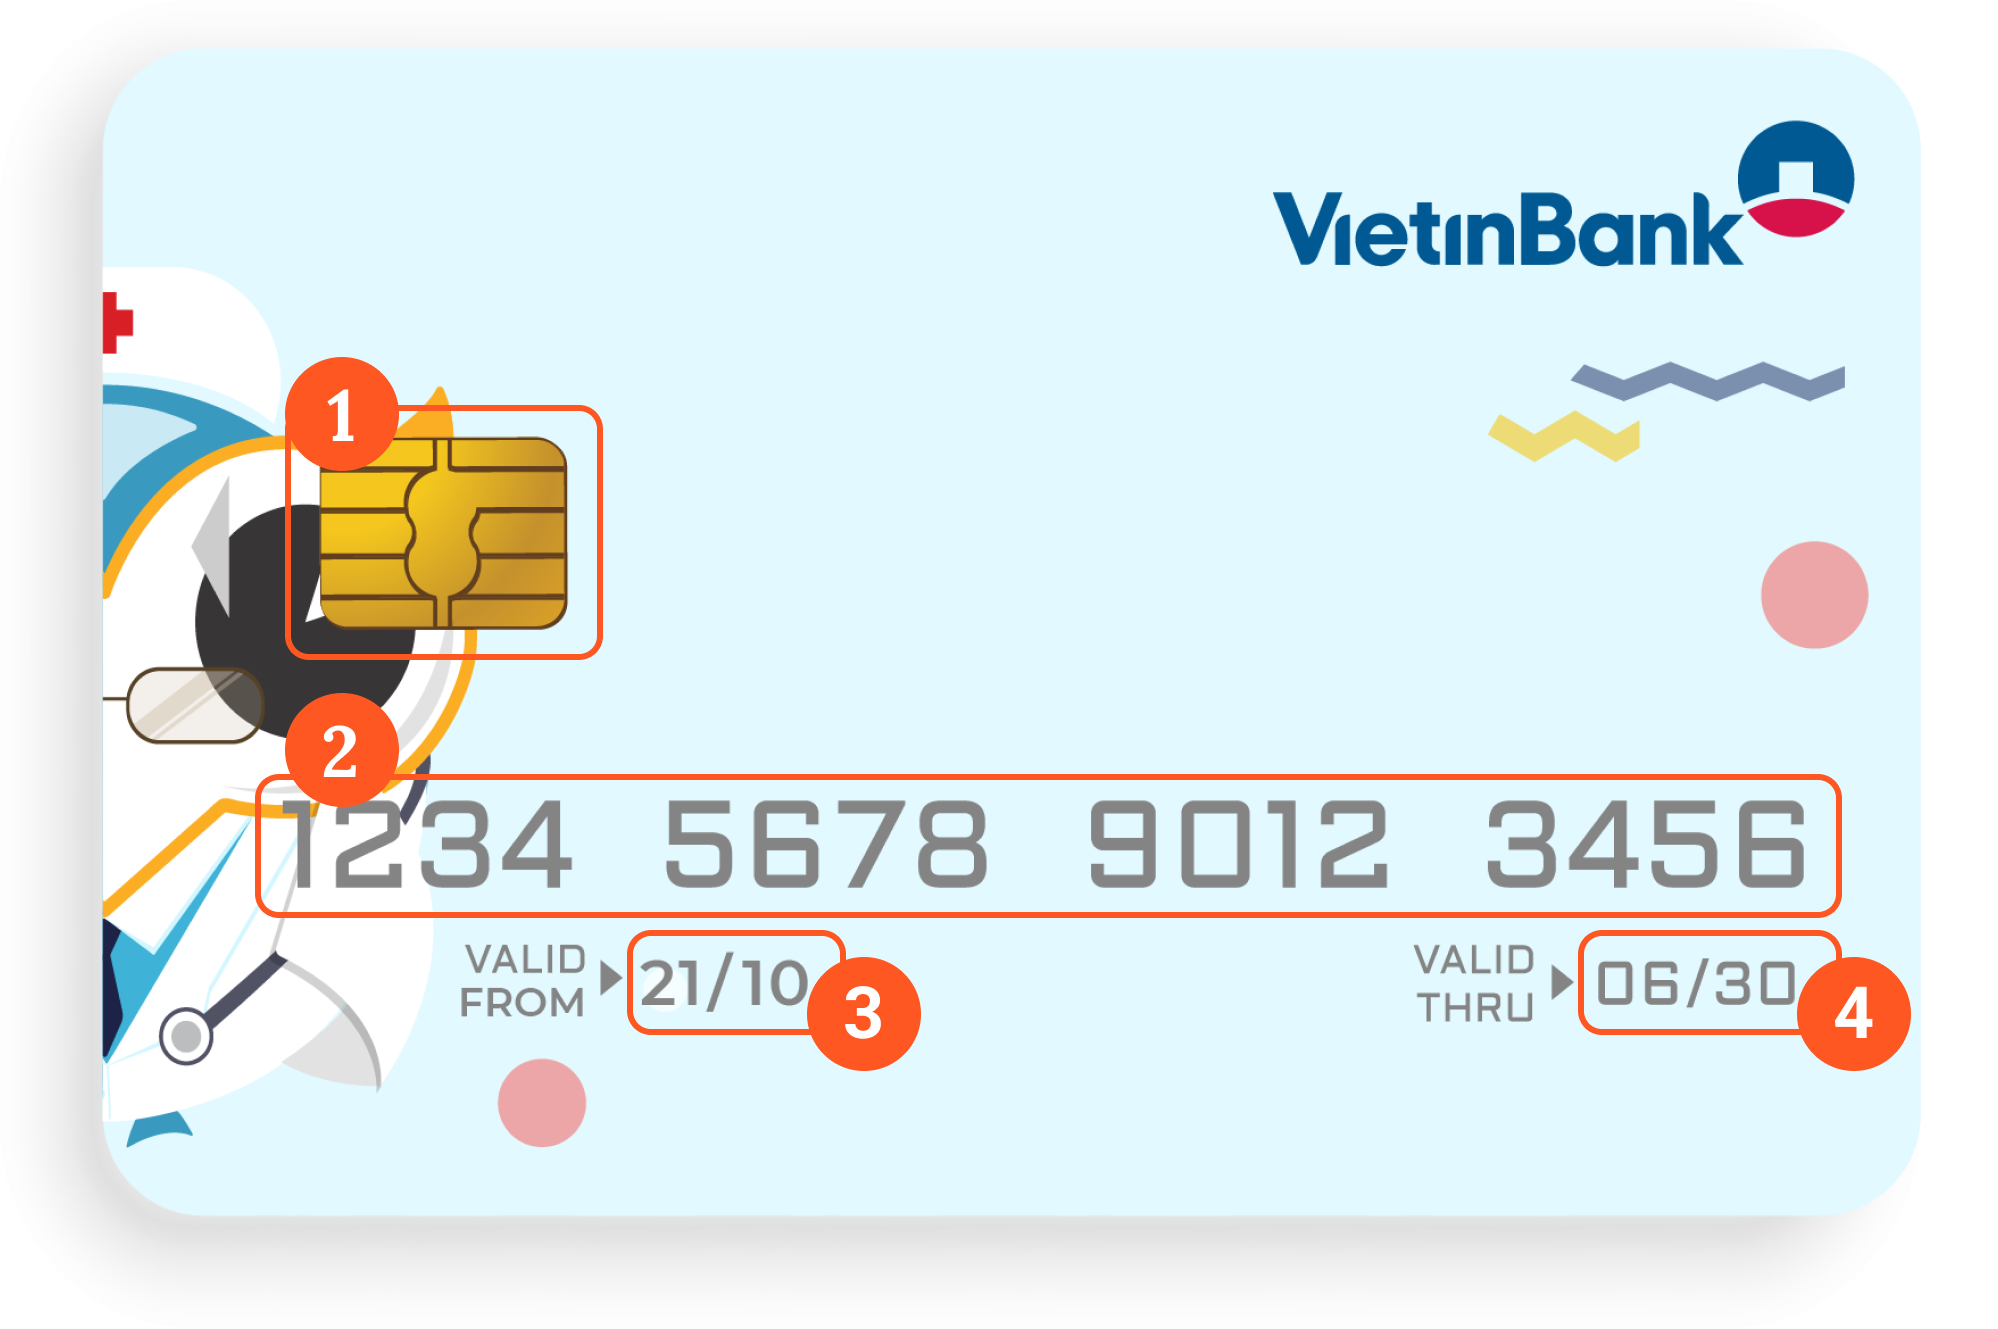 VietinBank
1
2
1234 5678 9012 3456
VALID FROM 21/10
3
VALID THRU 06/30
4